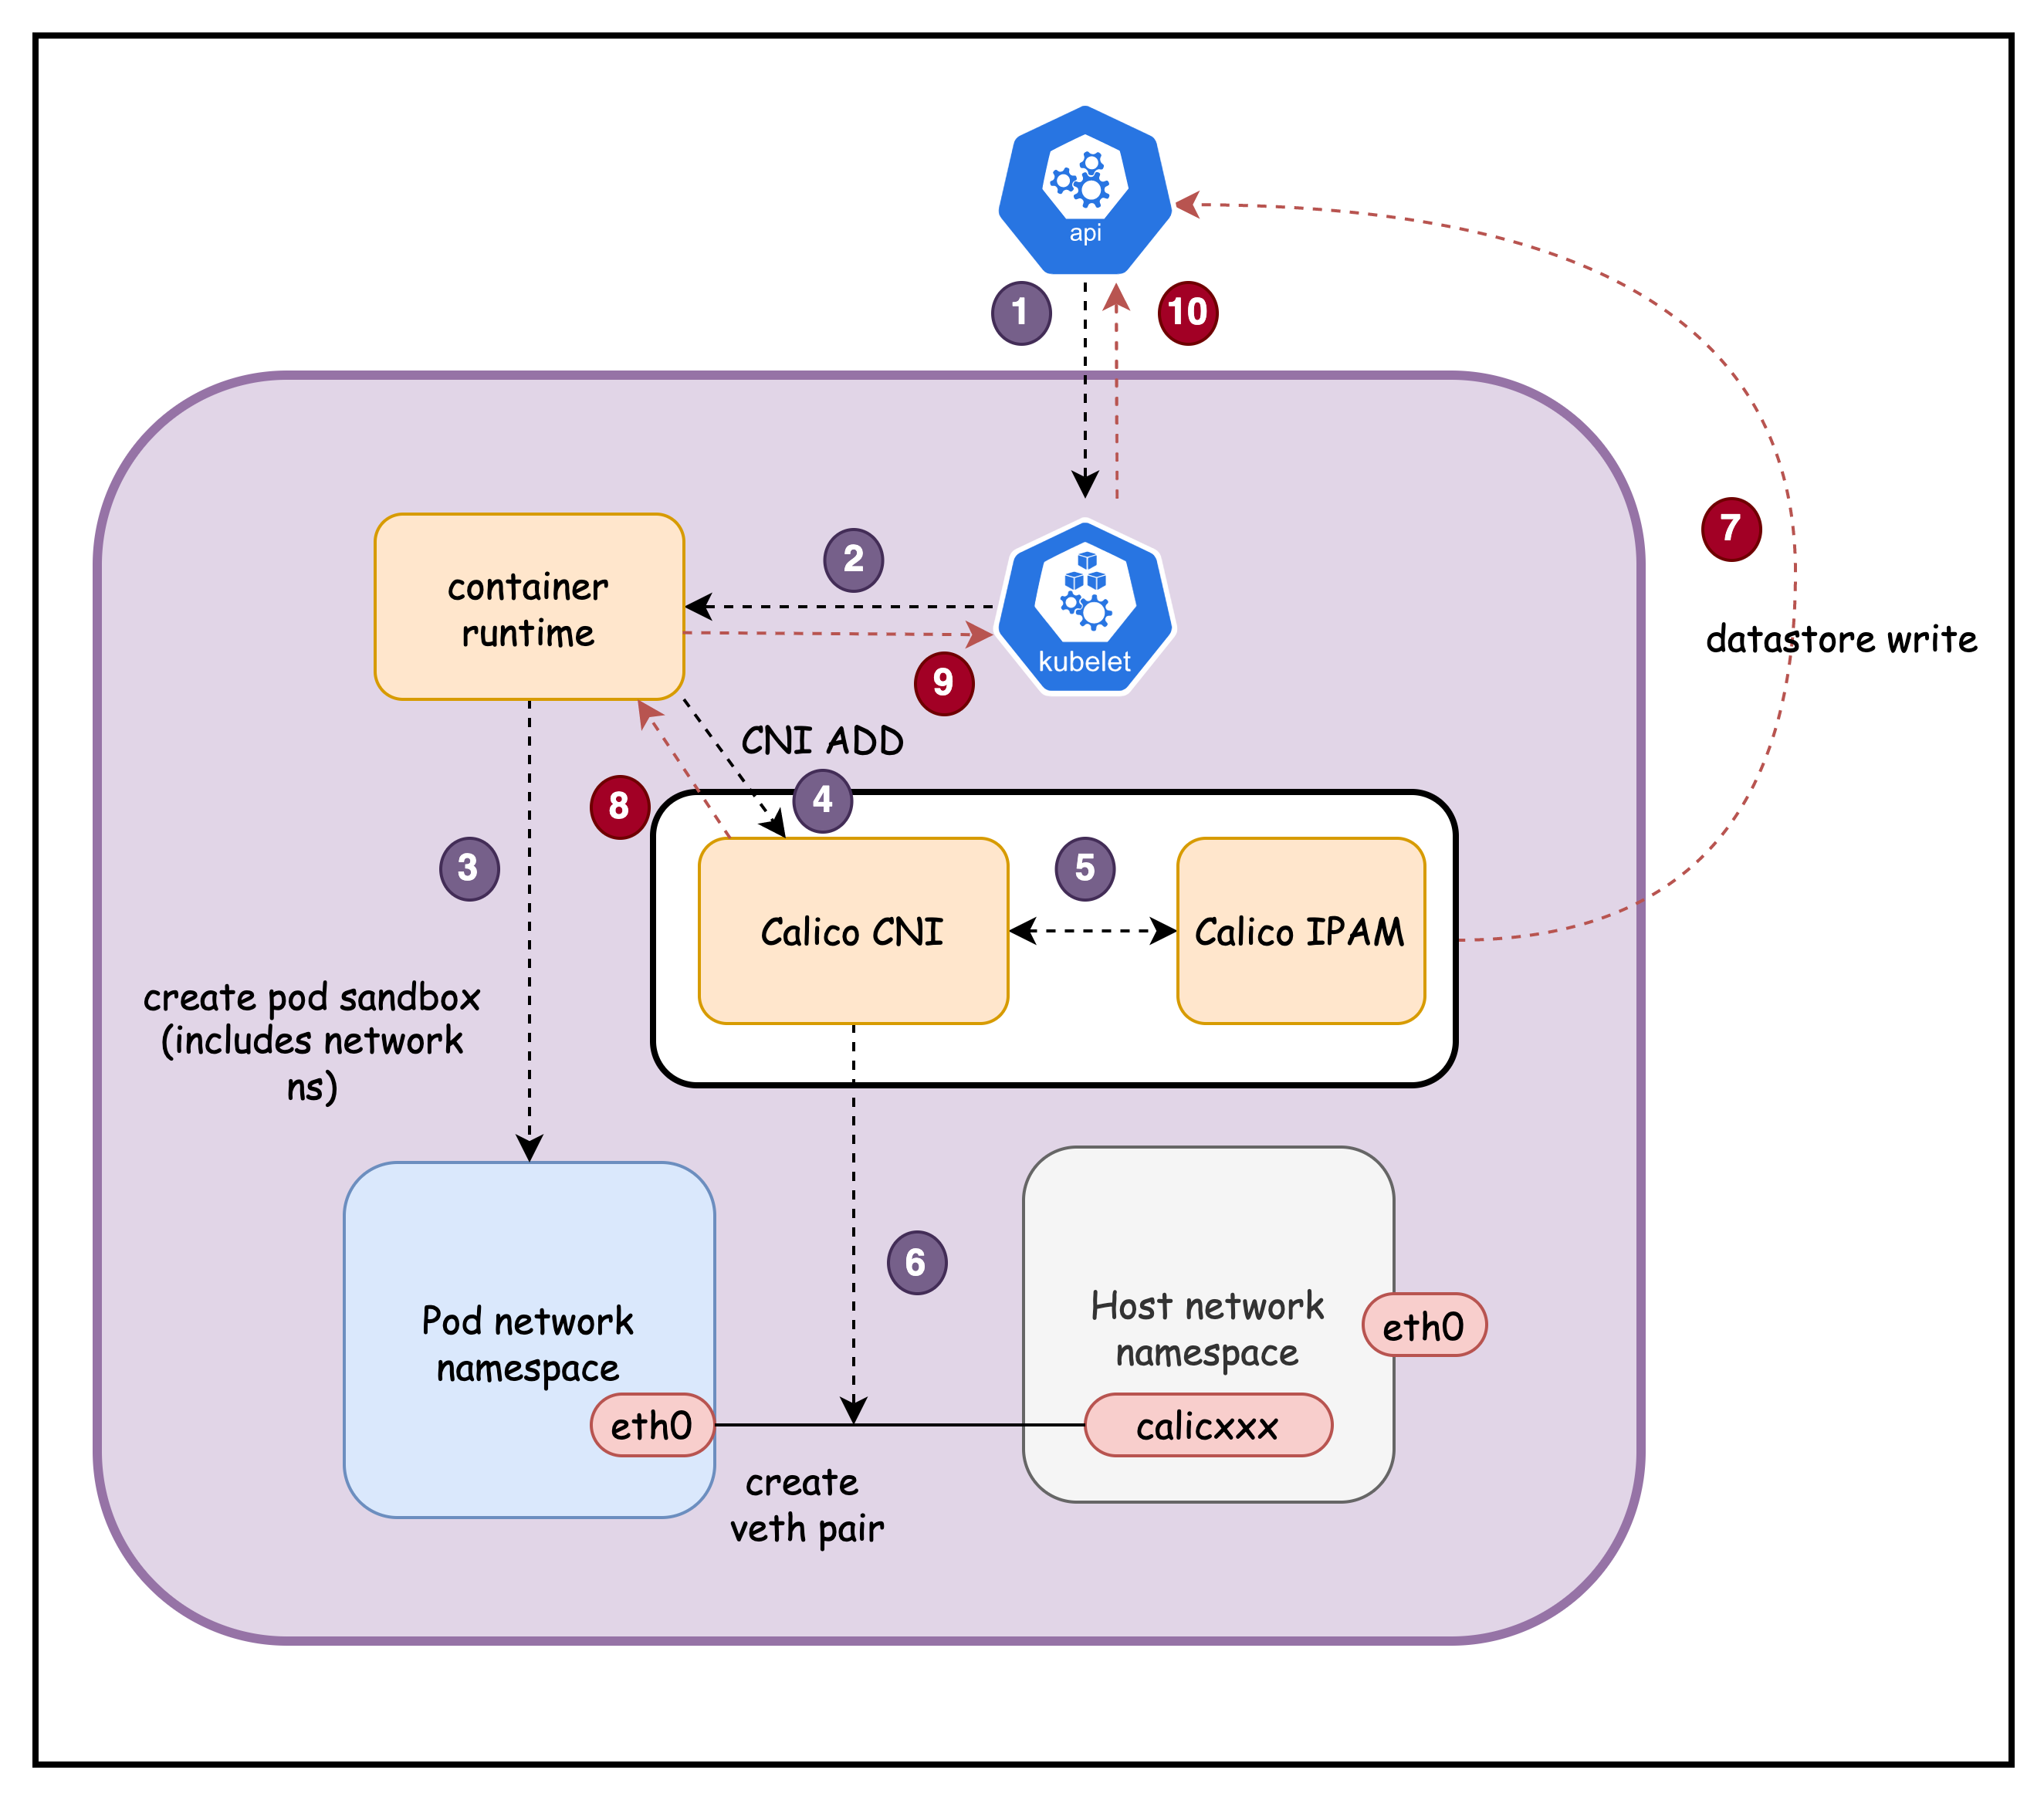 api
1
10
container
runtime
2
kubelet
9
7
datastore write
CNI ADD
8
4
3
5
Calico CNI
Calico IPAM
create pod sandbox
(includes network
ns)
6
Pod network
namespace
eth0
Host network
namespace
eth0
calicxxx
create
veth pair